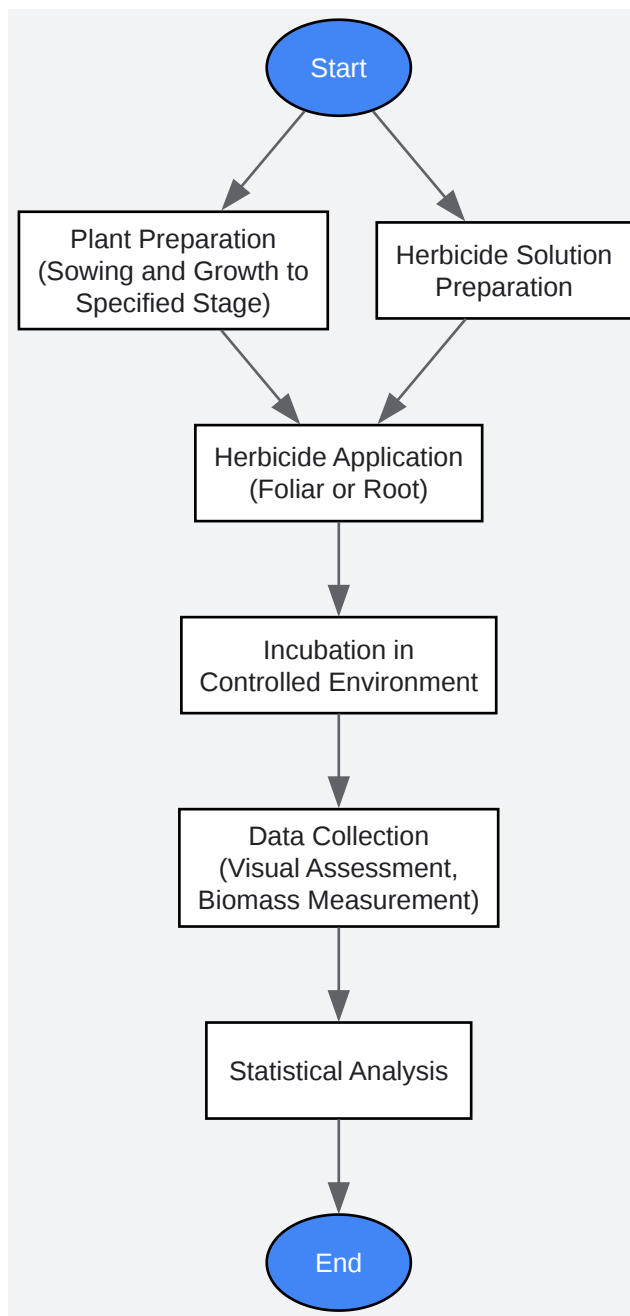 Start
Plant Preparation
(Sowing and Growth to
Specified Stage)
Herbicide Solution
Preparation
Herbicide Application
(Foliar or Root)
Incubation in
Controlled Environment
Data Collection
(Visual Assessment,
Biomass Measurement)
Statistical Analysis
End